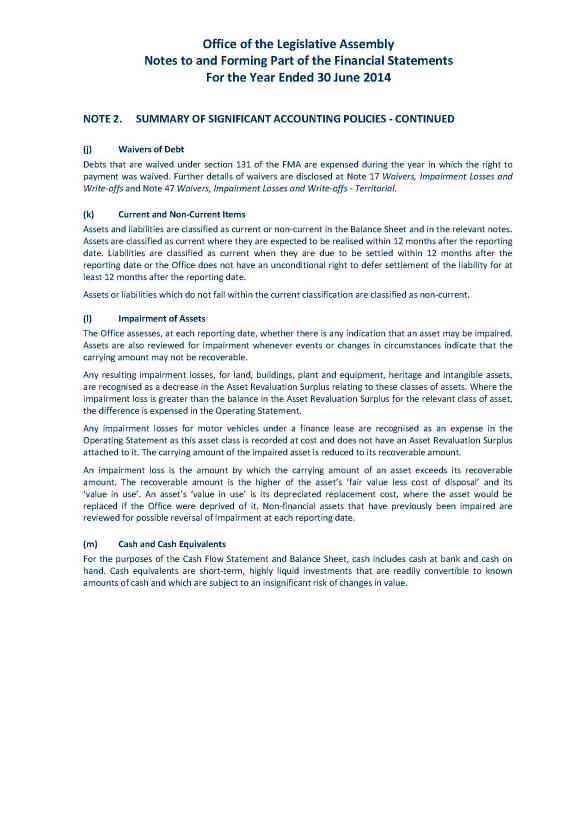 Office of the Legislative Assembly
Notes to and Forming Part of the Financial Statements
For the Year Ended 30 June 2014
NOTE 2. SUMMARY OF SIGNIFICANT ACCOUNTING POLICIES - CONTINUED
(j) Waivers of Debt
Debts that are waived under section 131 of the FMA are expensed during the year in which the right to
payment was waived. Further details of waivers are disclosed at Note 17 Waivers, Impairment Losses and
Write-offs and Note 47 Waivers, Impairment Losses and Write-offs - Territorial.
(k) Current and Non-Current Items
Assets and liabilities are classified as current or non-current in the Balance Sheet and in the relevant notes.
Assets are classified as current where they are expected to be realised within 12 months after the reporting
date. Liabilities are classified as current when they are due to be settled within 12 months after the
reporting date or the Office does not have an unconditional right to defer settlement of the liability for at
least 12 months after the reporting date.
Assets or liabilities which do not fall within the current classification are classified as non-current.
(l) Impairment of Assets
The Office assesses, at each reporting date, whether there is any indication that an asset may be impaired.
Assets are also reviewed for impairment whenever events or changes in circumstances indicate that the
carrying amount may not be recoverable.
Any resulting impairment losses, for land, buildings, plant and equipment, heritage and intangible assets,
are recognised as a decrease in the Asset Revaluation Surplus relating to these classes of assets. Where the
impairment loss is greater than the balance in the Asset Revaluation Surplus for the relevant class of asset,
the difference is expensed in the Operating Statement.
Any impairment losses for motor vehicles under a finance lease are recognised as an expense in the
Operating Statement as this asset class is recorded at cost and does not have an Asset Revaluation Surplus
attached to it. The carrying amount of the impaired asset is reduced to its recoverable amount.
An impairment loss is the amount by which the carrying amount of an asset exceeds its recoverable
amount. The recoverable amount is the higher of the asset's ‘fair value less cost of disposal’ and its
‘value in use’. An asset's ‘value in use’ is its depreciated replacement cost, where the asset would be
replaced if the Office were deprived of it. Non-financial assets that have previously been impaired are
reviewed for possible reversal of impairment at each reporting date.
(m) Cash and Cash Equivalents
For the purposes of the Cash Flow Statement and Balance Sheet, cash includes cash at bank and cash on
hand. Cash equivalents are short-term, highly liquid investments that are readily convertible to known
amounts of cash and which are subject to an insignificant risk of changes in value.